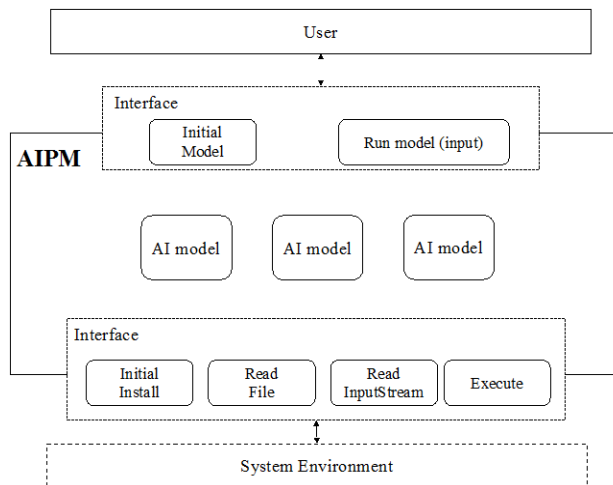 User
Interface
Initial
Model
Run model (input)
AIPM
AI model
AI model
AI model
Interface
Initial
Install
Read
File
Read
InputStream
Execute
System Environment